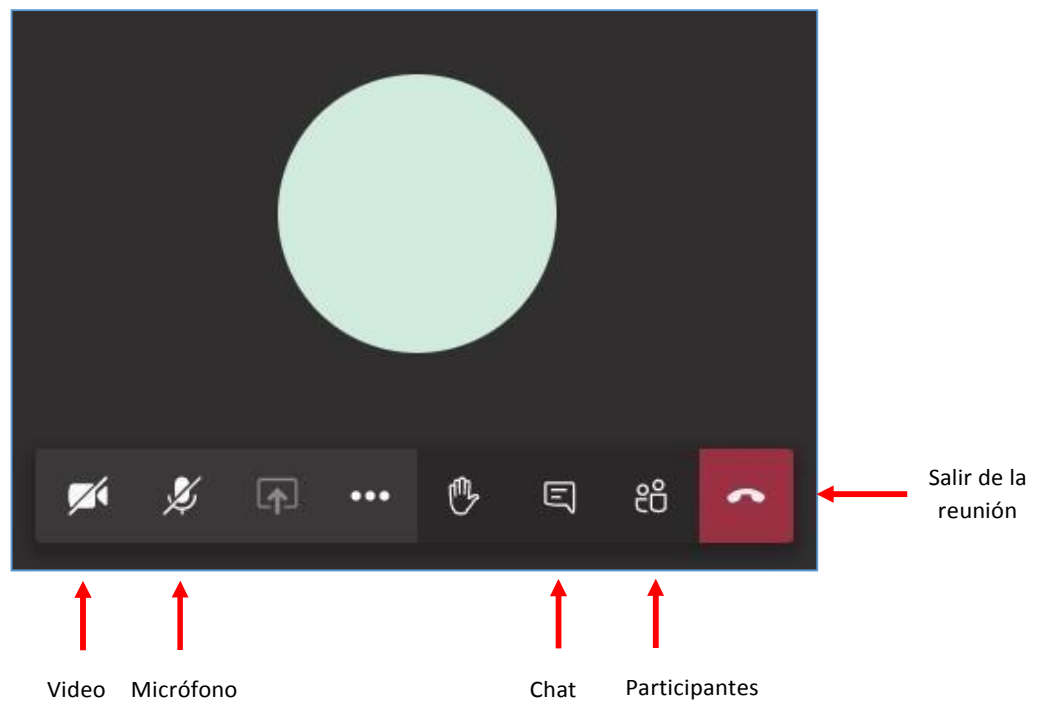 Salir de la
reunión
Video
Micrófono
Chat
Participantes